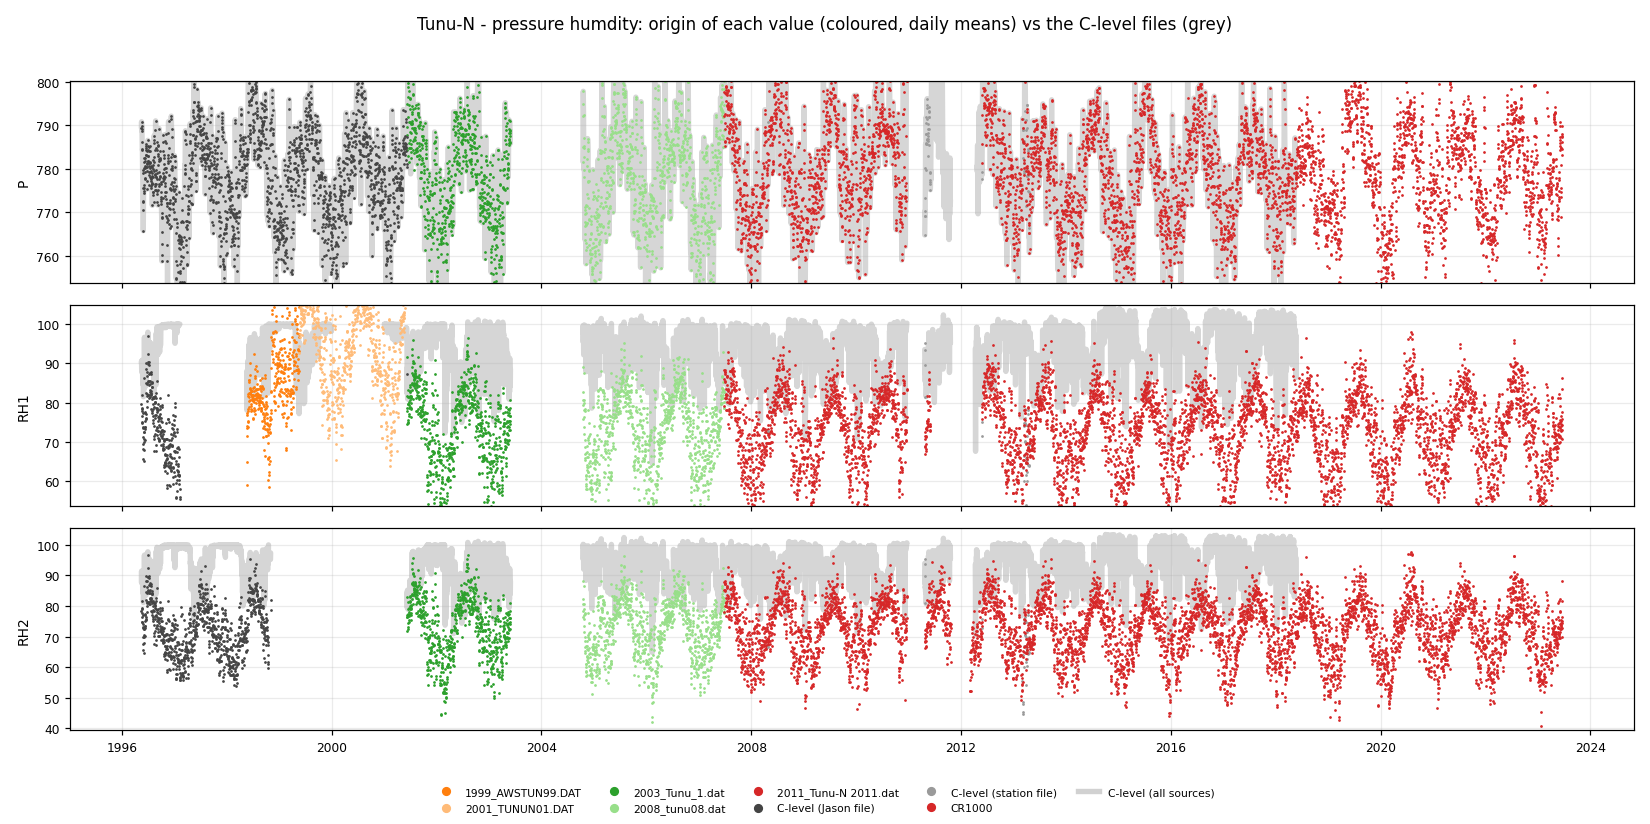 Tunu-N - pressure humdity: origin of each value (coloured, daily means) vs the C-level files (grey)
800
790
780
770
760
P
100
90
80
70
60
RH1
100
90
80
70
60
50
40
RH2
1996 2000 2004 2008 2012 2016 2020 2024
1999_AWSTUN99.DAT 2003_Tunu_1.dat 2011_Tunu-N 2011.dat C-level (station file) C-level (all sources)
2001_TUNUN01.DAT 2008_tunu08.dat C-level (Jason file) CR1000